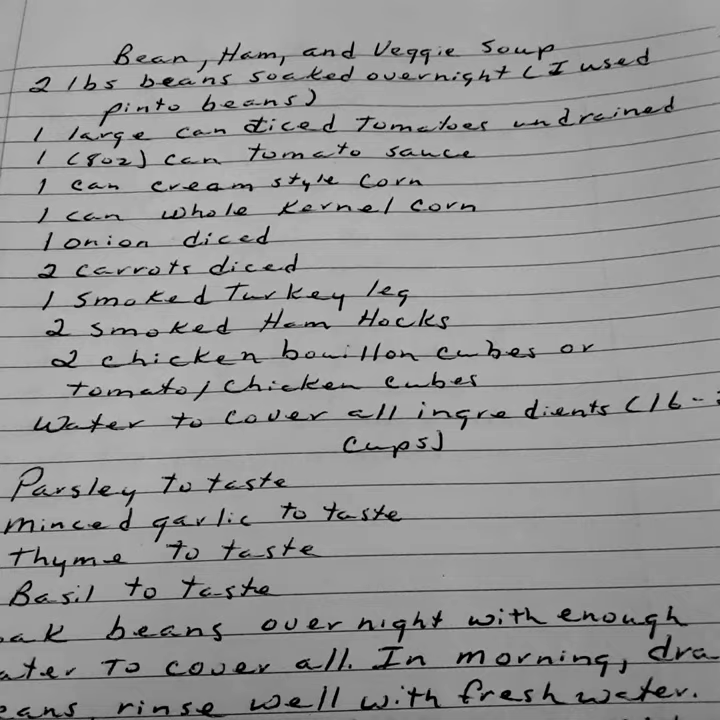 Bean, Ham, and Veggie Soup
2 lbs beans soaked overnight (I used
pinto beans)
1 large can diced tomatoes undrained
1 (8oz) can tomato sauce
1 can cream style corn
1 can whole Kernel Corn
1 onion diced
2 carrots diced
1 Smoked Turkey leg
2 smoked Ham Hocks
2 chicken bouillon cubes or
tomato/chicken cubes
Water to cover all ingredients (16-
cups)
Parsley to taste
minced garlic to taste
thyme to taste
Basil to taste
beans overnight with enough
to cover all. In morning,
rinse well with fresh water.